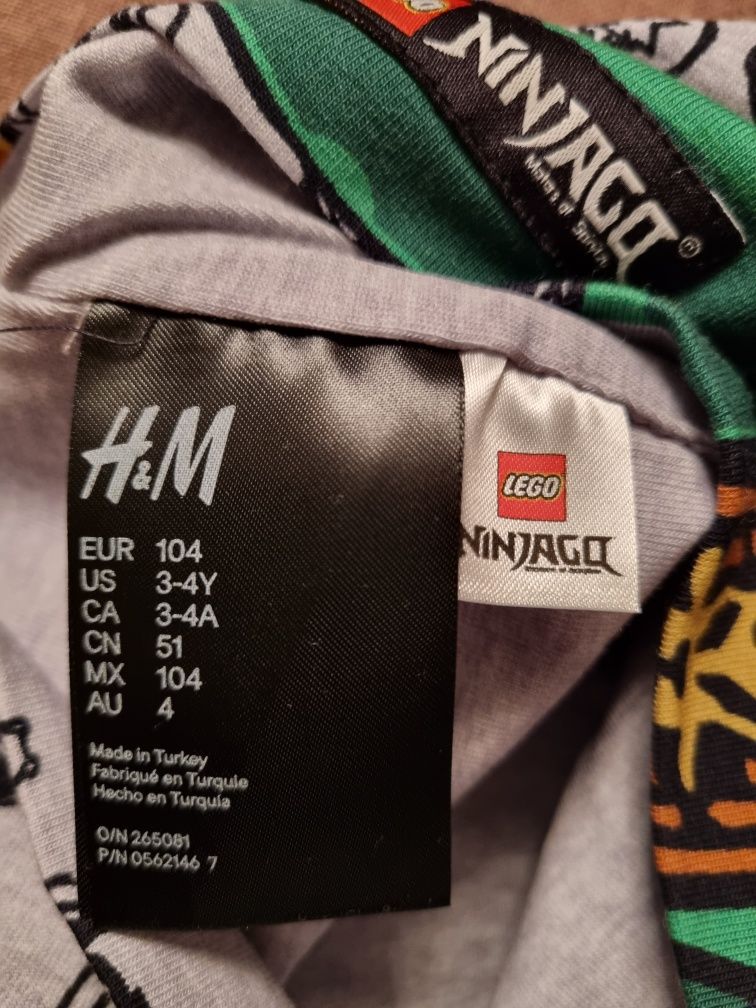 LEGO
NINJAGO®
H&M
EUR 104
US 3-4Y
CA 3-4A
CN 51
MX 104
AU 4
Made in Turkey
Fabriqué en Turquie
Hecho en Turquía
O/N 265081
P/N 0562146 7
LEGO
NINJAGO